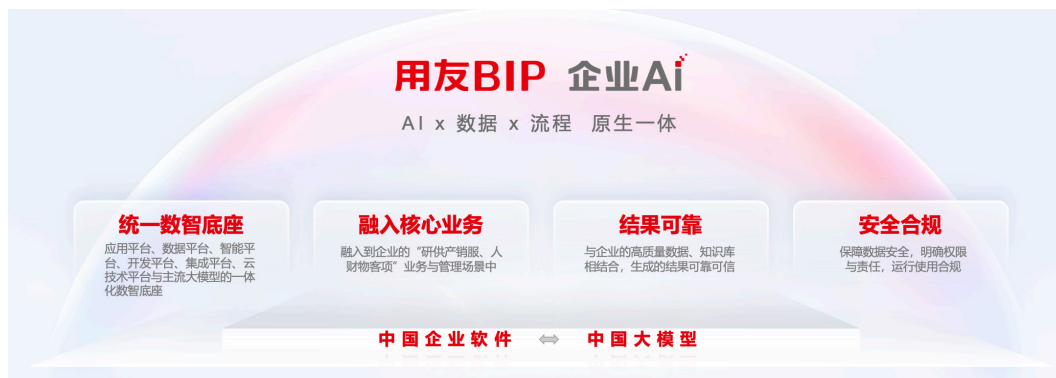 用友BIP 企业Ai
AI x 数据 x 流程 原生一体
统一数智底座
应用平台、数据平台、智能平
台、开发平台、集成平台、云
技术平台与主流大模型的一体
化数智底座
融入核心业务
融入到企业的“研供产销服、人
财物客项”业务与管理场景中
结果可靠
与企业的高质量数据、知识库
相结合，生成的结果可靠可信
安全合规
保障数据安全，明确权限
与责任，运行使用合规
中国企业软件 ⇔ 中国大模型